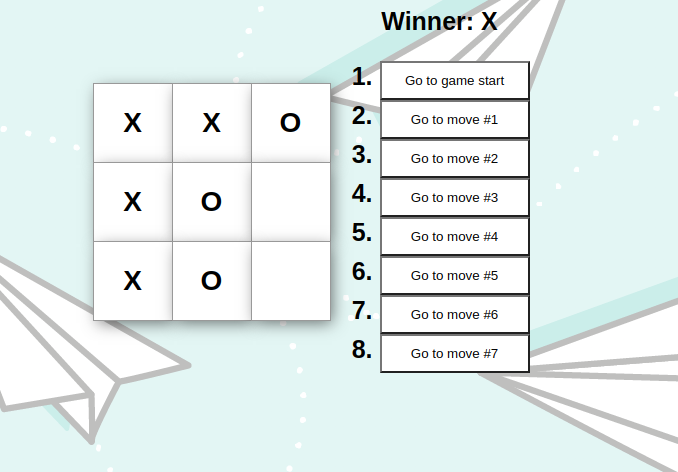 Winner: X
X X O
X O
X O
1. Go to game start
2. Go to move #1
3. Go to move #2
4. Go to move #3
5. Go to move #4
6. Go to move #5
7. Go to move #6
8. Go to move #7